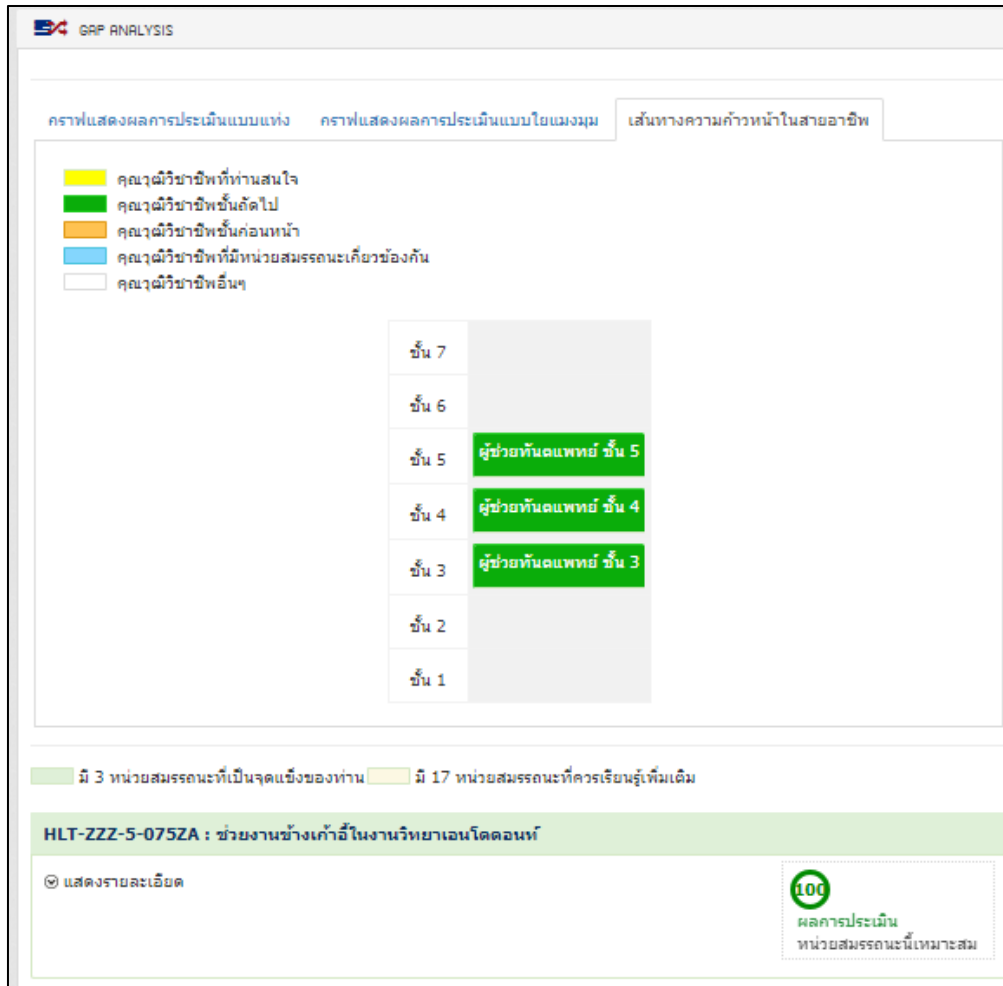 GAP ANALYSIS
กราฟแสดงผลการประเมินแบบแท่ง กราฟแสดงผลการประเมินแบบใยแมงมุม เส้นทางความก้าวหน้าในสายอาชีพ
คุณวุฒิวิชาชีพที่ท่านสนใจ
คุณวุฒิวิชาชีพชั้นถัดไป
คุณวุฒิวิชาชีพชั้นก่อนหน้า
คุณวุฒิวิชาชีพที่มีหน่วยสมรรถนะเกี่ยวข้องกัน
คุณวุฒิวิชาชีพอื่นๆ
ชั้น 7
ชั้น 6
ชั้น 5 ผู้ช่วยทันตแพทย์ ชั้น 5
ชั้น 4 ผู้ช่วยทันตแพทย์ ชั้น 4
ชั้น 3 ผู้ช่วยทันตแพทย์ ชั้น 3
ชั้น 2
ชั้น 1
มี 3 หน่วยสมรรถนะที่เป็นจุดแข็งของท่าน มี 17 หน่วยสมรรถนะที่ควรเรียนรู้เพิ่มเติม
HLT-ZZZ-5-075ZA : ช่วยงานข้างเก้าอี้ในงานวิทยาเอนโดดอนท์
แสดงรายละเอียด
100
ผลการประเมิน
หน่วยสมรรถนะนี้เหมาะสม